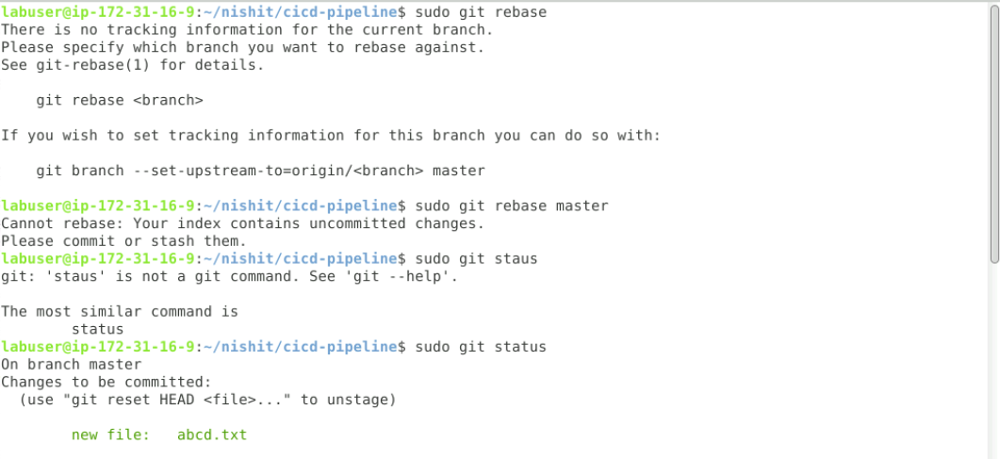 labuser@ip-172-31-16-9:~/nishit/cicd-pipeline$ sudo git rebase
There is no tracking information for the current branch.
Please specify which branch you want to rebase against.
See git-rebase(1) for details.
git rebase <branch>
If you wish to set tracking information for this branch you can do so with:
git branch --set-upstream-to=origin/<branch> master
labuser@ip-172-31-16-9:~/nishit/cicd-pipeline$ sudo git rebase master
Cannot rebase: Your index contains uncommitted changes.
Please commit or stash them.
labuser@ip-172-31-16-9:~/nishit/cicd-pipeline$ sudo git staus
git: 'staus' is not a git command. See 'git --help'.
The most similar command is
status
labuser@ip-172-31-16-9:~/nishit/cicd-pipeline$ sudo git status
On branch master
Changes to be committed:
(use "git reset HEAD <file>..." to unstage)
new file:   abcd.txt